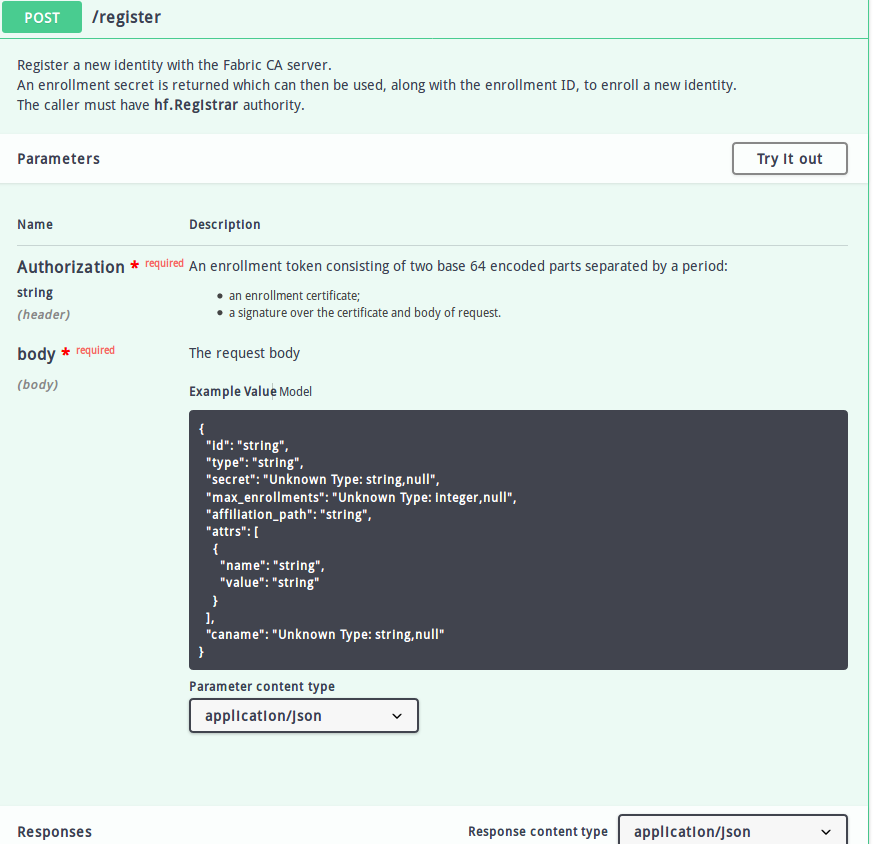 POST /register
Register a new identity with the Fabric CA server.
An enrollment secret is returned which can then be used, along with the enrollment ID, to enroll a new identity.
The caller must have hf.Registrar authority.
Parameters
Try it out
Name Description
Authorization * required An enrollment token consisting of two base 64 encoded parts separated by a period:
string
(header)
• an enrollment certificate;
• a signature over the certificate and body of request.
body * required The request body
(body)
Example Value Model
{
"id": "string",
"type": "string",
"secret": "Unknown Type: string,null",
"max_enrollments": "Unknown Type: integer,null",
"affiliation_path": "string",
"attrs": [
{
"name": "string",
"value": "string"
}
],
"caname": "Unknown Type: string,null"
}
Parameter content type
application/json
Responses Response content type application/json